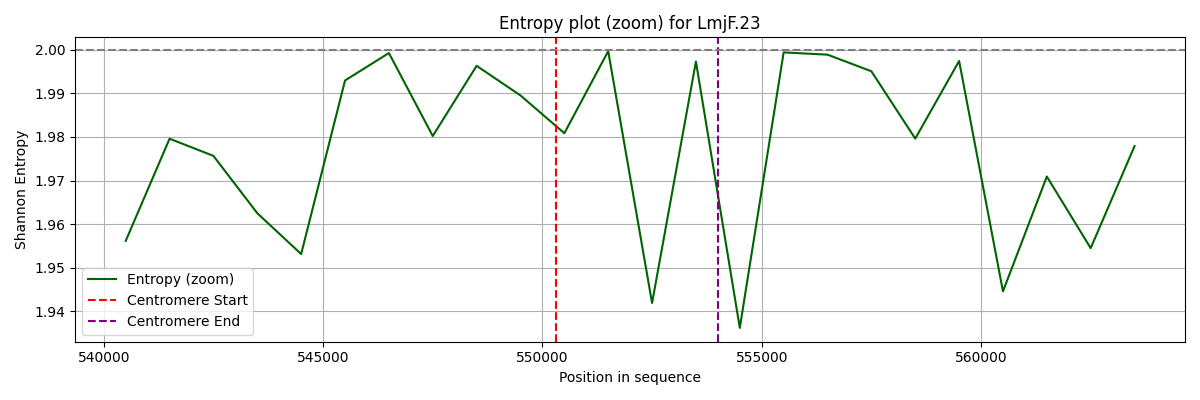 Entropy plot (zoom) for LmjF.23
Shannon Entropy
2.00
1.99
1.98
1.97
1.96
1.95
1.94
Entropy (zoom)
Centromere Start
Centromere End
540000 545000 550000 555000 560000
Position in sequence